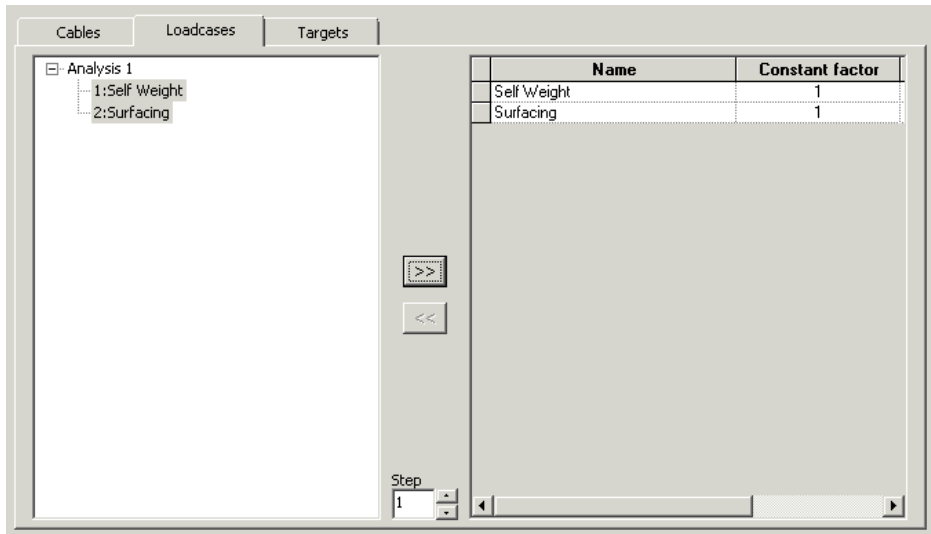 Cables Loadcases Targets
Analysis 1
1:Self Weight
2:Surfacing
>>
<<
Step
1
Name Constant factor
Self Weight 1
Surfacing 1